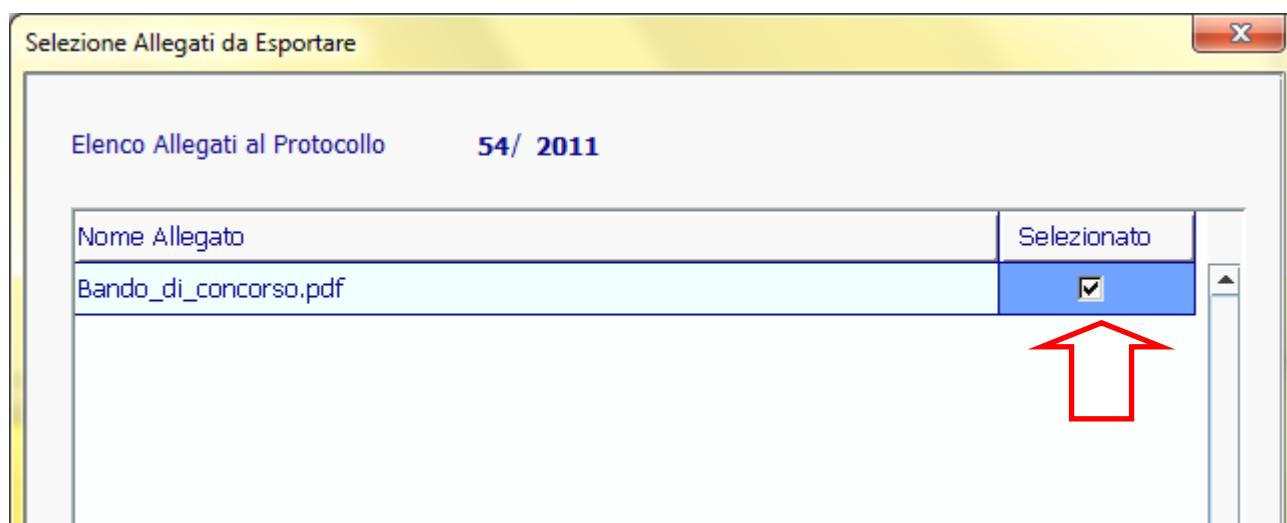 Selezione Allegati da Esportare
Elenco Allegati al Protocollo 54/ 2011
Nome Allegato Selezionato
Bando_di_concorso.pdf